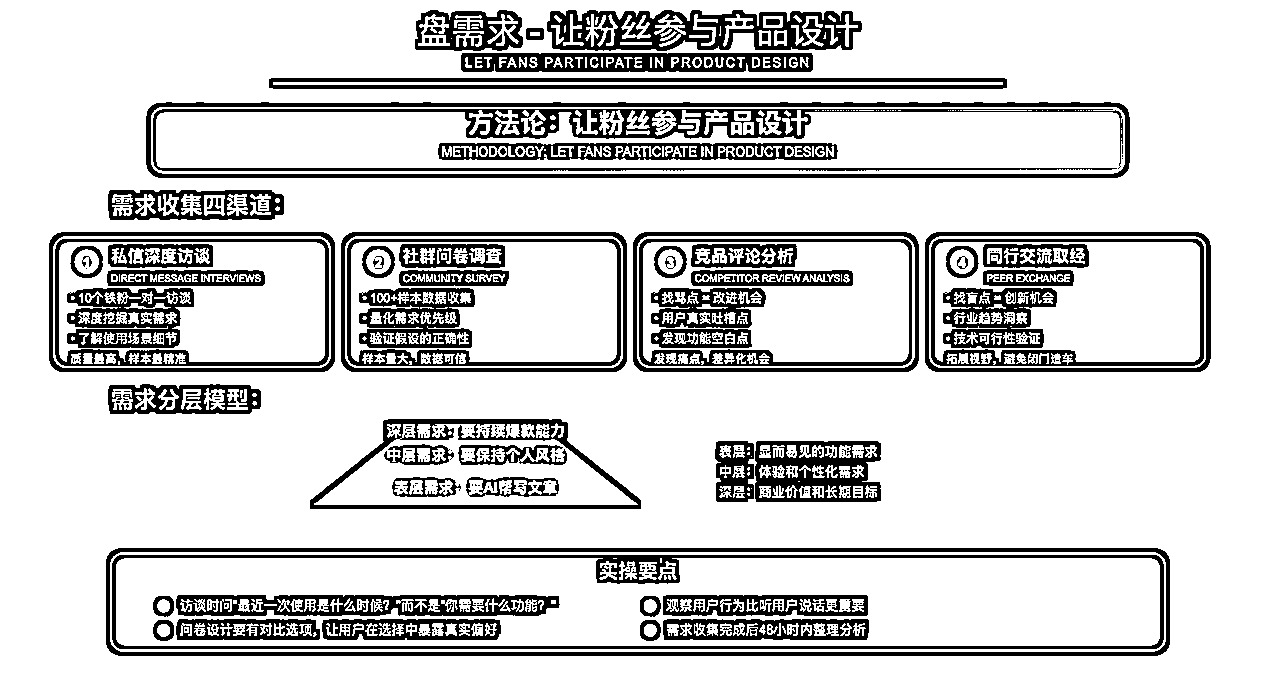 盘需求 - 让粉丝参与产品设计
LET FANS PARTICIPATE IN PRODUCT DESIGN
方法论：让粉丝参与产品设计
METHODOLOGY: LET FANS PARTICIPATE IN PRODUCT DESIGN
需求收集四渠道：
1 私信深度访谈
DIRECT MESSAGE INTERVIEWS
• 10个铁粉一对一访谈
• 深度挖掘真实需求
• 了解使用场景细节
质量最高，样本最精准
2 社群问卷调查
COMMUNITY SURVEY
• 100+样本数据收集
• 量化需求优先级
• 验证假设的正确性
样本量大，数据可信
3 竞品评论分析
COMPETITOR REVIEW ANALYSIS
• 找骂点 = 改进机会
• 用户真实吐槽点
• 发现功能空白点
发现痛点，差异化机会
4 同行交流取经
PEER EXCHANGE
• 找盲点 = 创新机会
• 行业趋势洞察
• 技术可行性验证
拓展视野，避免闭门造车
需求分层模型：
深层需求：要持续爆款能力
中层需求：要保持个人风格
表层需求：要AI帮写文章
表层：显而易见的功能需求
中层：体验和个性化需求
深层：商业价值和长期目标
实操要点
访谈时问"最近一次使用是什么时候？"而不是"你需要什么功能？"
问卷设计要有对比选项，让用户在选择中暴露真实偏好
观察用户行为比听用户说话更重要
需求收集完成后48小时内整理分析